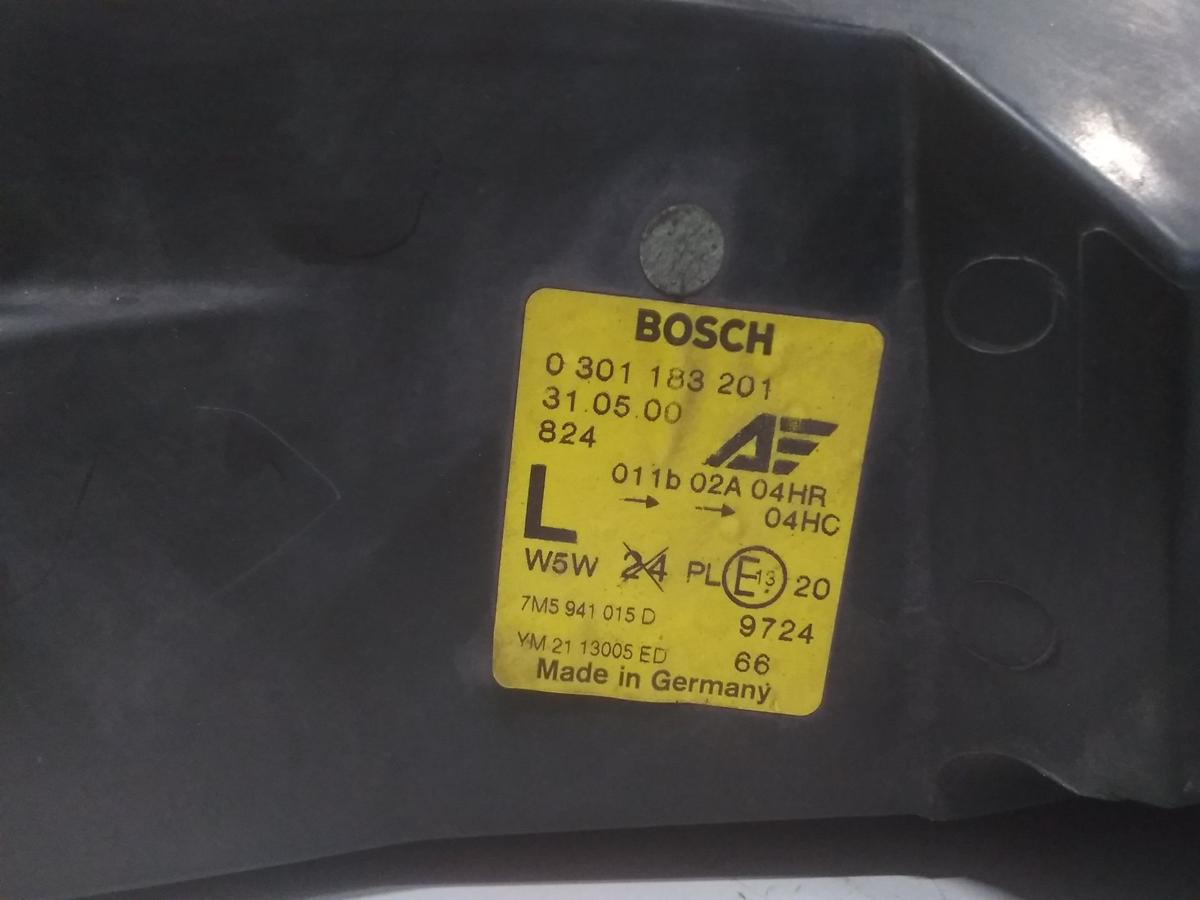 BOSCH
0 301 183 201
31.05.00
824
AF
011b 02A 04HR
→ → 04HC
L
W5W 24 PL E13 20
7M5 941 015 D 9724
YM 21 13005 ED 66
Made in Germany